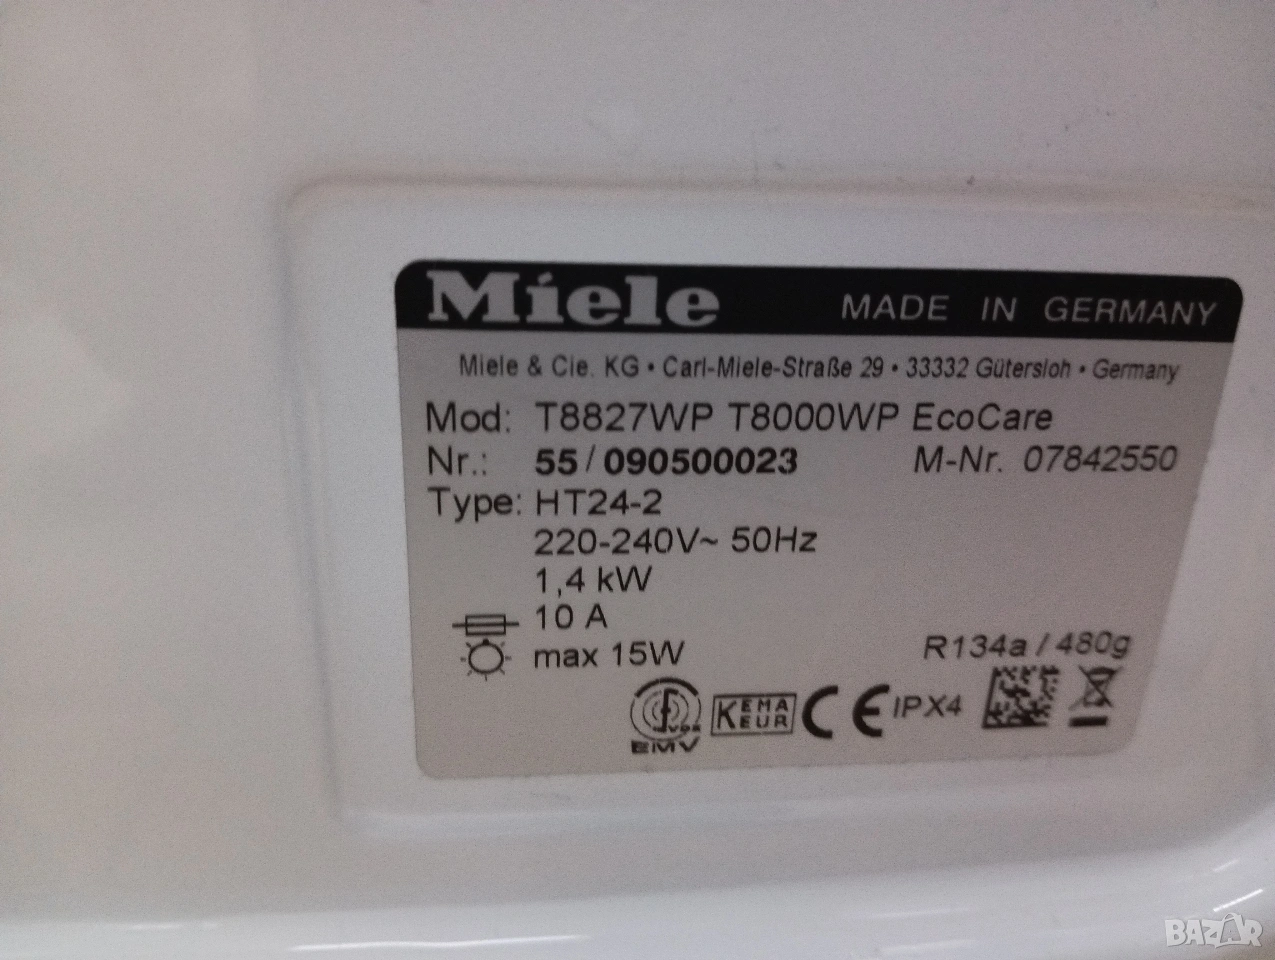 Miele MADE IN GERMANY
Miele & Cie. KG • Carl-Miele-Straße 29 • 33332 Gütersloh • Germany
Mod: T8827WP T8000WP EcoCare
Nr.: 55/090500023 M-Nr. 07842550
Type: HT24-2
220-240V~ 50Hz
1,4 kW
10 A
max 15W R134a / 480g
VDE
EMV
KEMA
KEUR
CE IPX4
BAZAR